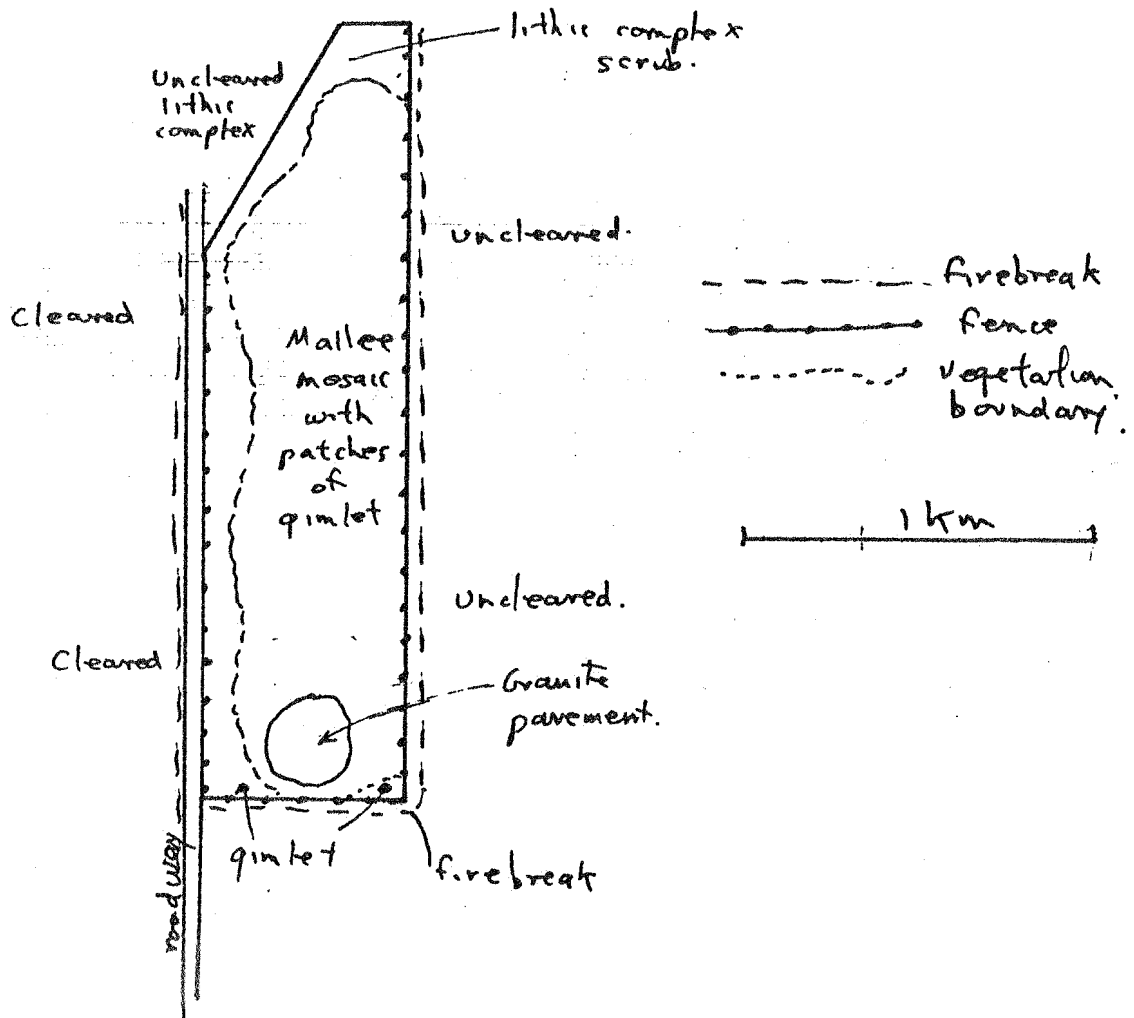 lithic complex
scrub.
Uncleared
lithic
complex
Uncleared.
Cleared
firebreak
fence
vegetation
boundary.
Mallee
mosaic
with
patches
of
gimlet
1 km
Uncleared.
Cleared
Granite
pavement.
gimlet
firebreak
roadway